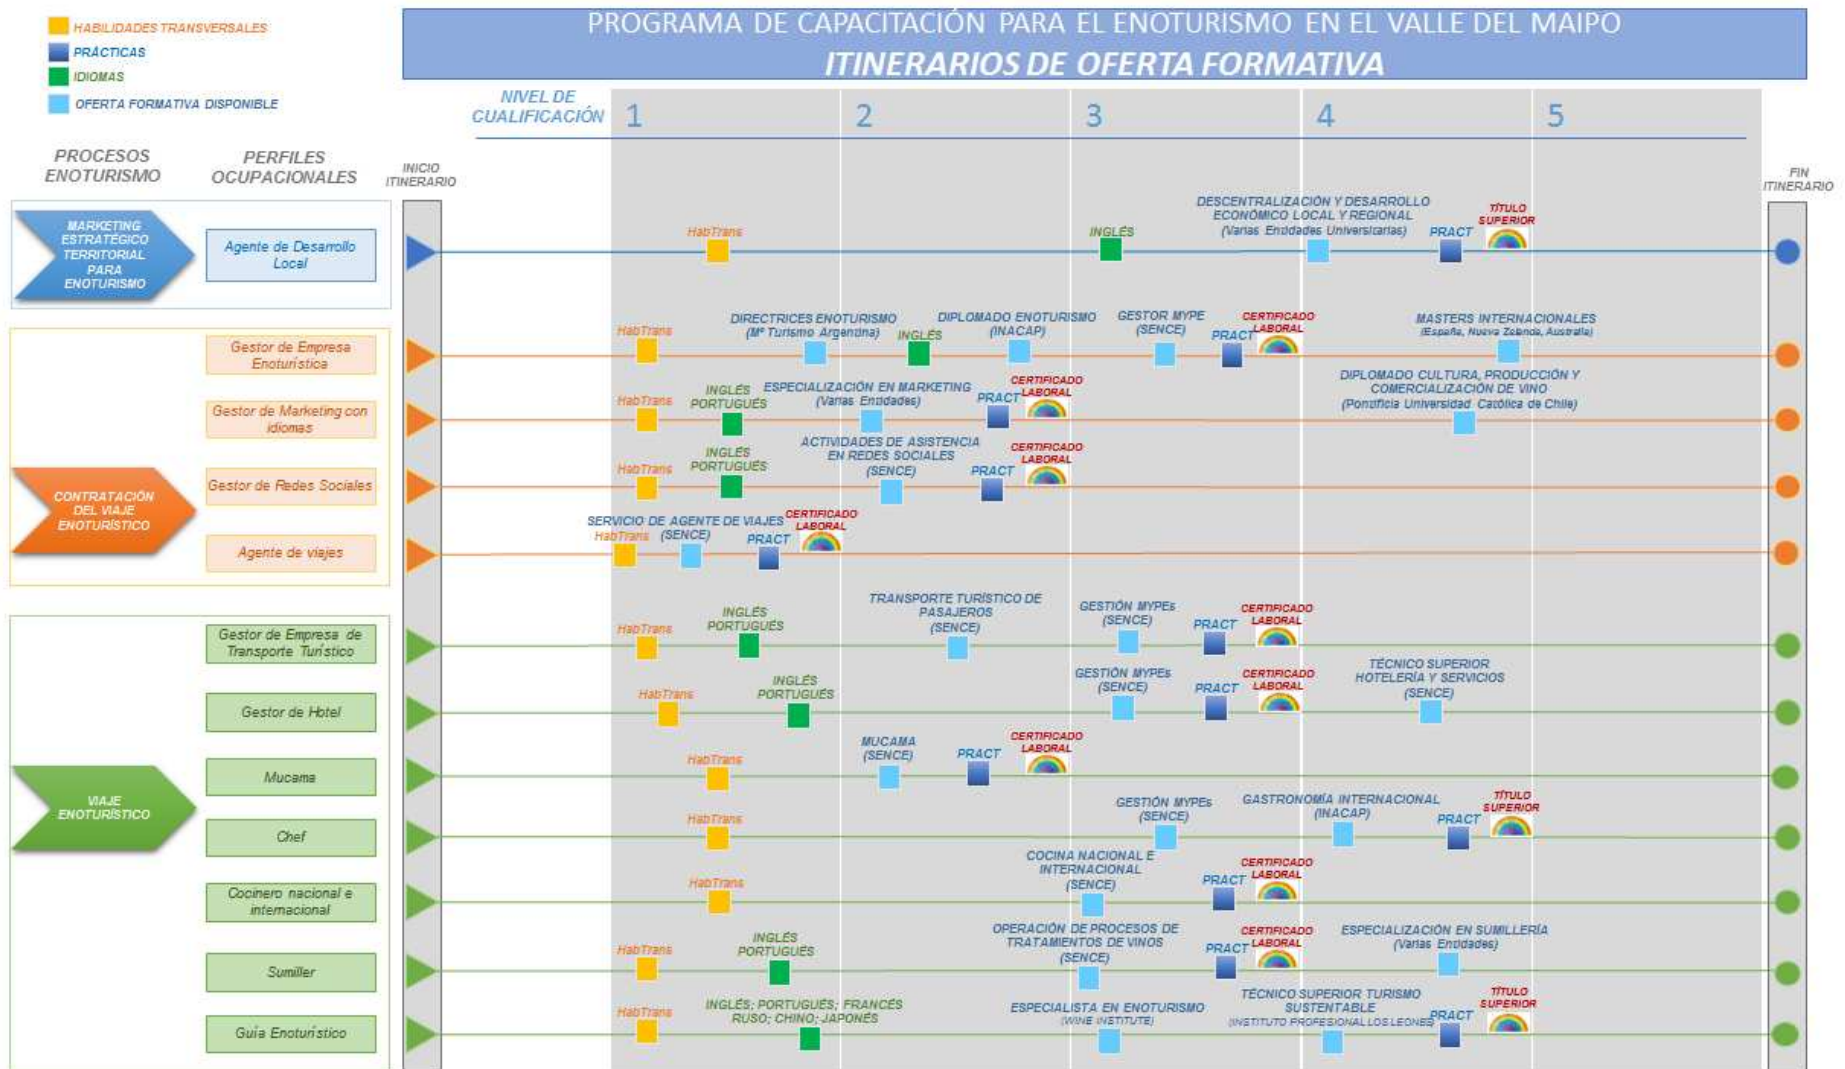 HABILIDADES TRANSVERSALES
PRÁCTICAS
IDIOMAS
OFERTA FORMATIVA DISPONIBLE
PROGRAMA DE CAPACITACIÓN PARA EL ENOTURISMO EN EL VALLE DEL MAIPO
ITINERARIOS DE OFERTA FORMATIVA
NIVEL DE
CUALIFICACIÓN
1
2
3
4
5
PROCESOS
ENOTURISMO
PERFILES
OCUPACIONALES
INICIO
ITINERARIO
FIN
ITINERARIO
MARKETING
ESTRATÉGICO
TERRITORIAL
PARA
ENOTURISMO
Agente de Desarrollo
Local
HabTrans
INGLÉS
DESCENTRALIZACIÓN Y DESARROLLO
ECONÓMICO LOCAL Y REGIONAL
(Varias Entidades Universitarias)
PRACT
TÍTULO
SUPERIOR
CONTRATACIÓN
DEL VIAJE
ENOTURÍSTICO
Gestor de Empresa
Enoturística
HabTrans
DIRECTRICES ENOTURISMO
(Mº Turismo Argentina)
INGLÉS
DIPLOMADO ENOTURISMO
(INACAP)
GESTOR MYPE
(SENCE)
PRACT
CERTIFICADO
LABORAL
MASTERS INTERNACIONALES
(España, Nueva Zelanda, Australia)
Gestor de Marketing con
idiomas
HabTrans
INGLÉS
PORTUGUÉS
ESPECIALIZACIÓN EN MARKETING
(Varias Entidades)
PRACT
CERTIFICADO
LABORAL
DIPLOMADO CULTURA, PRODUCCIÓN Y
COMERCIALIZACIÓN DE VINO
(Pontificia Universidad Católica de Chile)
Gestor de Redes Sociales
HabTrans
INGLÉS
PORTUGUÉS
ACTIVIDADES DE ASISTENCIA
EN REDES SOCIALES
(SENCE)
PRACT
CERTIFICADO
LABORAL
Agente de viajes
HabTrans
SERVICIO DE AGENTE DE VIAJES
(SENCE)
PRACT
CERTIFICADO
LABORAL
VIAJE
ENOTURÍSTICO
Gestor de Empresa de
Transporte Turístico
HabTrans
INGLÉS
PORTUGUÉS
TRANSPORTE TURÍSTICO DE
PASAJEROS
(SENCE)
GESTIÓN MYPEs
(SENCE)
PRACT
CERTIFICADO
LABORAL
Gestor de Hotel
HabTrans
INGLÉS
PORTUGUÉS
GESTIÓN MYPEs
(SENCE)
PRACT
CERTIFICADO
LABORAL
TÉCNICO SUPERIOR
HOTELERÍA Y SERVICIOS
(SENCE)
Mucama
HabTrans
MUCAMA
(SENCE)
PRACT
CERTIFICADO
LABORAL
Chef
HabTrans
GESTIÓN MYPEs
(SENCE)
GASTRONOMÍA INTERNACIONAL
(INACAP)
PRACT
TÍTULO
SUPERIOR
Cocinero nacional e
internacional
HabTrans
COCINA NACIONAL E
INTERNACIONAL
(SENCE)
PRACT
CERTIFICADO
LABORAL
Sumiller
HabTrans
INGLÉS
PORTUGUÉS
OPERACIÓN DE PROCESOS DE
TRATAMIENTOS DE VINOS
(SENCE)
PRACT
CERTIFICADO
LABORAL
ESPECIALIZACIÓN EN SUMILLERÍA
(Varias Entidades)
Guía Enoturístico
HabTrans
INGLÉS; PORTUGUÉS; FRANCÉS
RUSO; CHINO; JAPONÉS
ESPECIALISTA EN ENOTURISMO
(WINE INSTITUTE)
TÉCNICO SUPERIOR TURISMO
SUSTENTABLE
(INSTITUTO PROFESIONAL LOS LEONES)
PRACT
TÍTULO
SUPERIOR